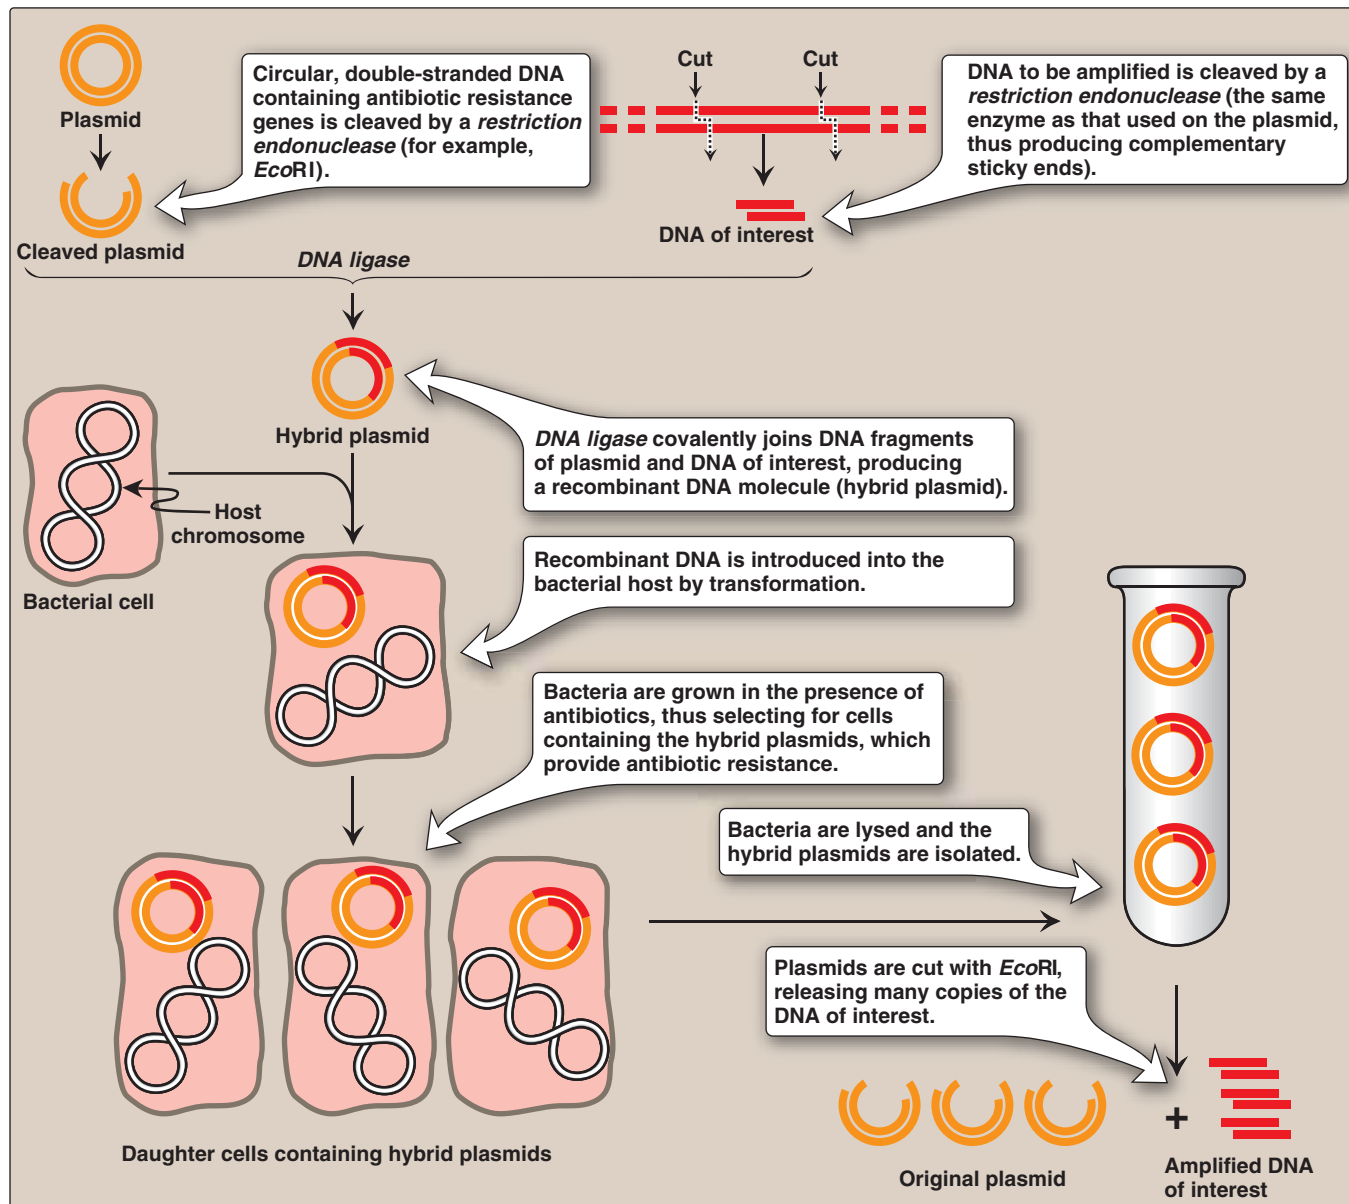 Plasmid
Circular, double-stranded DNA
containing antibiotic resistance
genes is cleaved by a restriction
endonuclease (for example,
EcoRI).
Cut
Cut
DNA to be amplified is cleaved by a
restriction endonuclease (the same
enzyme as that used on the plasmid,
thus producing complementary
sticky ends).
Cleaved plasmid
DNA of interest
DNA ligase
Hybrid plasmid
DNA ligase covalently joins DNA fragments
of plasmid and DNA of interest, producing
a recombinant DNA molecule (hybrid plasmid).
Host
chromosome
Bacterial cell
Recombinant DNA is introduced into the
bacterial host by transformation.
Bacteria are grown in the presence of
antibiotics, thus selecting for cells
containing the hybrid plasmids, which
provide antibiotic resistance.
Bacteria are lysed and the
hybrid plasmids are isolated.
Plasmids are cut with EcoRI,
releasing many copies of the
DNA of interest.
Daughter cells containing hybrid plasmids
+
Original plasmid
Amplified DNA
of interest